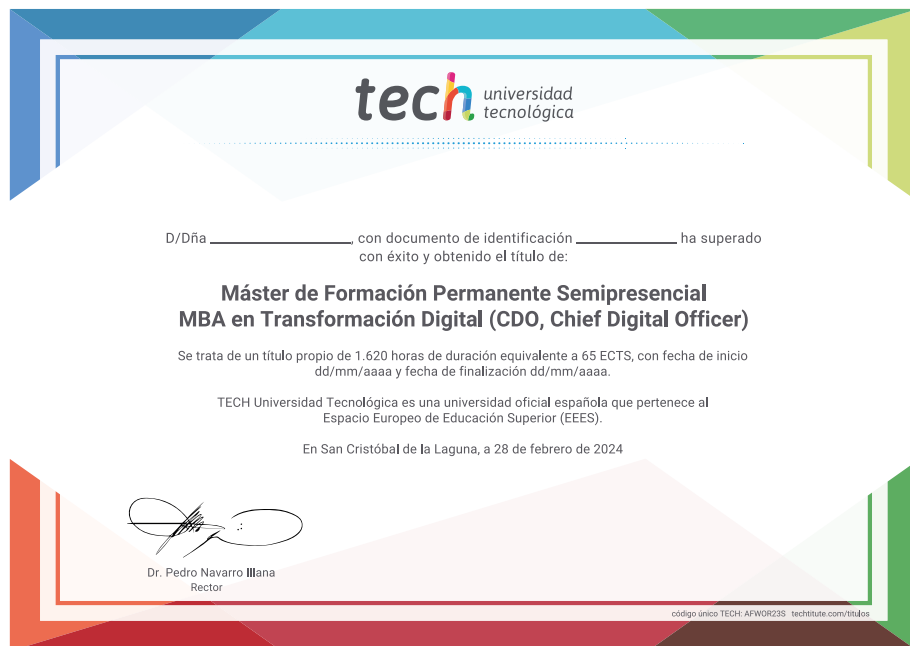 tech universidad
tecnológica
D/Dña ______________, con documento de identificación __________ ha superado
con éxito y obtenido el título de:
Máster de Formación Permanente Semipresencial
MBA en Transformación Digital (CDO, Chief Digital Officer)
Se trata de un título propio de 1.620 horas de duración equivalente a 65 ECTS, con fecha de inicio
dd/mm/aaaa y fecha de finalización dd/mm/aaaa.
TECH Universidad Tecnológica es una universidad oficial española que pertenece al
Espacio Europeo de Educación Superior (EEES).
En San Cristóbal de la Laguna, a 28 de febrero de 2024
Dr. Pedro Navarro Illana
Rector
código único TECH: AFWOR23S techtitute.com/titulos